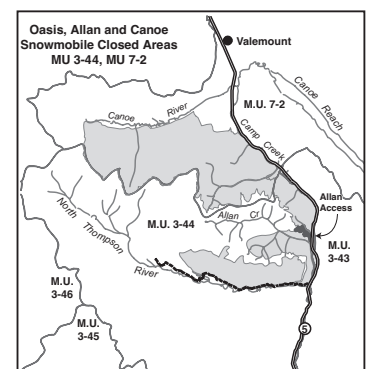 Oasis, Allan and Canoe
Snowmobile Closed Areas
MU 3-44, MU 7-2
Valemount
Canoe River
M.U. 7-2
Canoe Reach
Camp Creek
Allan
Access
Allan Cr
M.U. 3-44
North Thompson River
M.U.
3-43
M.U.
3-46
M.U.
3-45
5